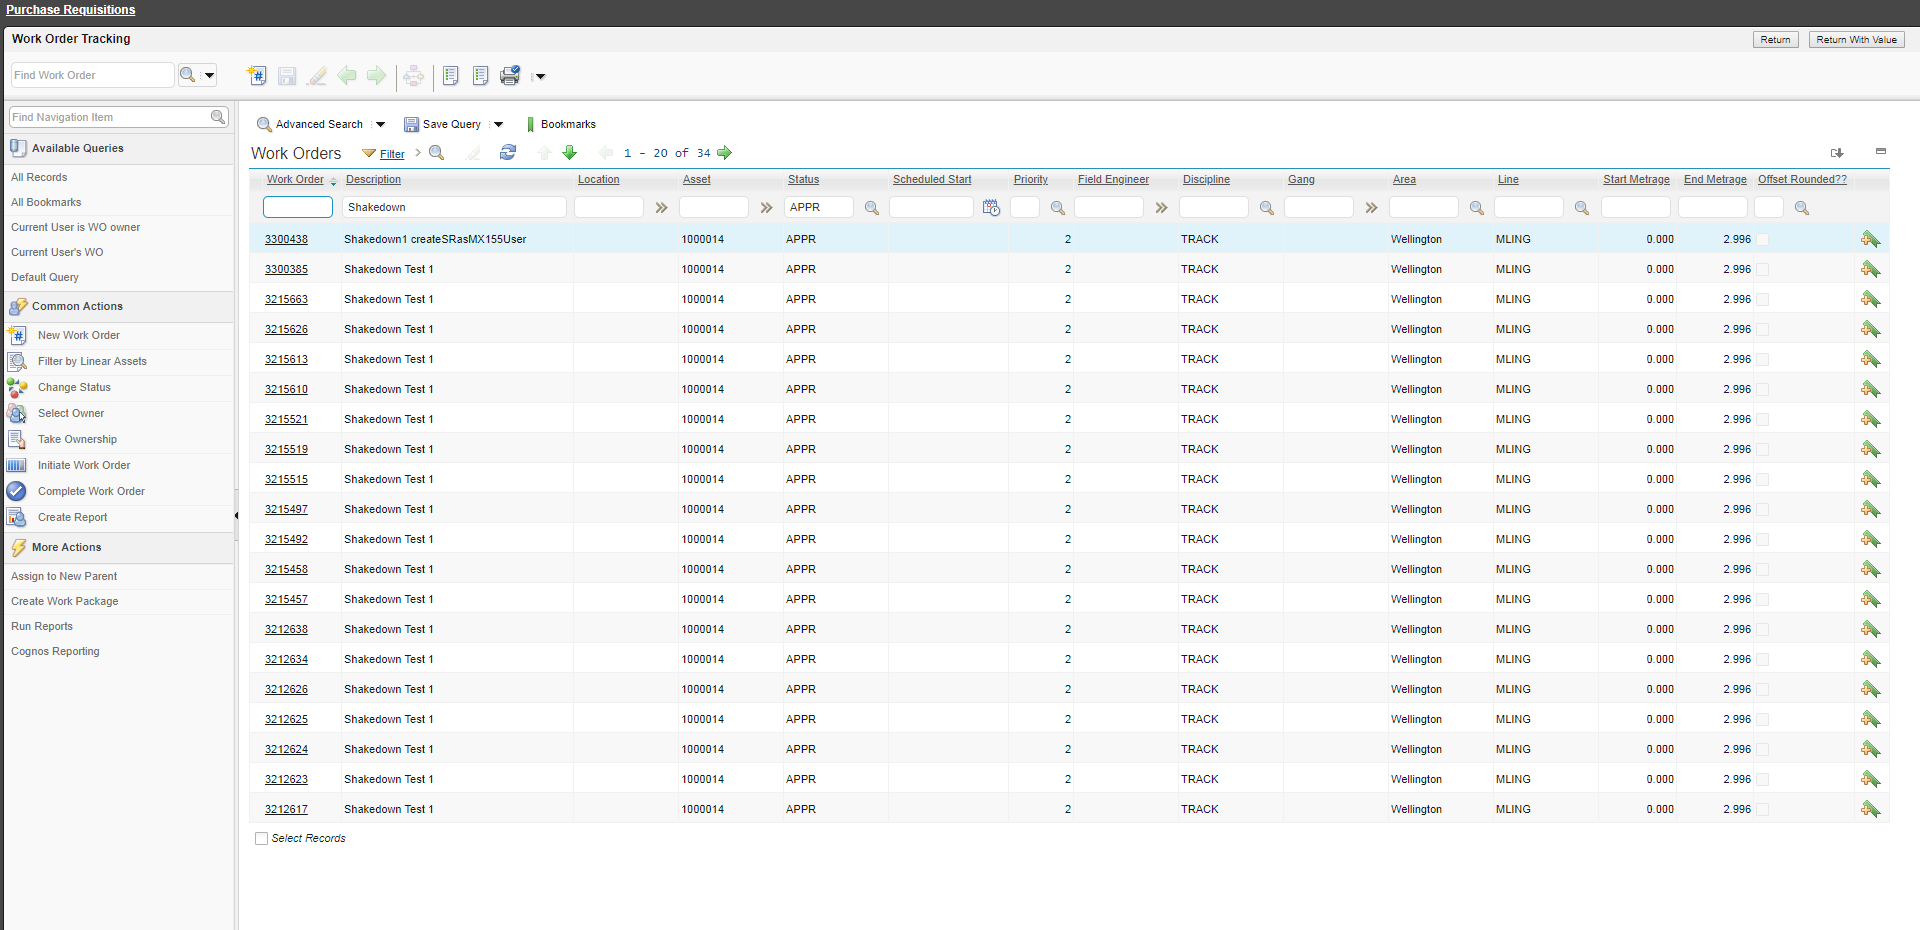 Purchase Requisitions
Work Order Tracking
Return Return With Value
Find Work Order
Find Navigation Item
Available Queries
All Records
All Bookmarks
Current User is WO owner
Current User's WO
Default Query
Common Actions
New Work Order
Filter by Linear Assets
Change Status
Select Owner
Take Ownership
Initiate Work Order
Complete Work Order
Create Report
More Actions
Assign to New Parent
Create Work Package
Run Reports
Cognos Reporting
Advanced Search Save Query Bookmarks
Work Orders Filter 1 - 20 of 34
Work Order Description Location Asset Status Scheduled Start Priority Field Engineer Discipline Gang Area Line Start Metrage End Metrage Offset Rounded??
Shakedown APPR
3300438 Shakedown1 createSRasMX155User 1000014 APPR 2 TRACK Wellington MLING 0.000 2.996
3300385 Shakedown Test 1 1000014 APPR 2 TRACK Wellington MLING 0.000 2.996
3215663 Shakedown Test 1 1000014 APPR 2 TRACK Wellington MLING 0.000 2.996
3215626 Shakedown Test 1 1000014 APPR 2 TRACK Wellington MLING 0.000 2.996
3215613 Shakedown Test 1 1000014 APPR 2 TRACK Wellington MLING 0.000 2.996
3215610 Shakedown Test 1 1000014 APPR 2 TRACK Wellington MLING 0.000 2.996
3215521 Shakedown Test 1 1000014 APPR 2 TRACK Wellington MLING 0.000 2.996
3215519 Shakedown Test 1 1000014 APPR 2 TRACK Wellington MLING 0.000 2.996
3215515 Shakedown Test 1 1000014 APPR 2 TRACK Wellington MLING 0.000 2.996
3215497 Shakedown Test 1 1000014 APPR 2 TRACK Wellington MLING 0.000 2.996
3215492 Shakedown Test 1 1000014 APPR 2 TRACK Wellington MLING 0.000 2.996
3215458 Shakedown Test 1 1000014 APPR 2 TRACK Wellington MLING 0.000 2.996
3215457 Shakedown Test 1 1000014 APPR 2 TRACK Wellington MLING 0.000 2.996
3212638 Shakedown Test 1 1000014 APPR 2 TRACK Wellington MLING 0.000 2.996
3212634 Shakedown Test 1 1000014 APPR 2 TRACK Wellington MLING 0.000 2.996
3212626 Shakedown Test 1 1000014 APPR 2 TRACK Wellington MLING 0.000 2.996
3212625 Shakedown Test 1 1000014 APPR 2 TRACK Wellington MLING 0.000 2.996
3212624 Shakedown Test 1 1000014 APPR 2 TRACK Wellington MLING 0.000 2.996
3212623 Shakedown Test 1 1000014 APPR 2 TRACK Wellington MLING 0.000 2.996
3212617 Shakedown Test 1 1000014 APPR 2 TRACK Wellington MLING 0.000 2.996
Select Records